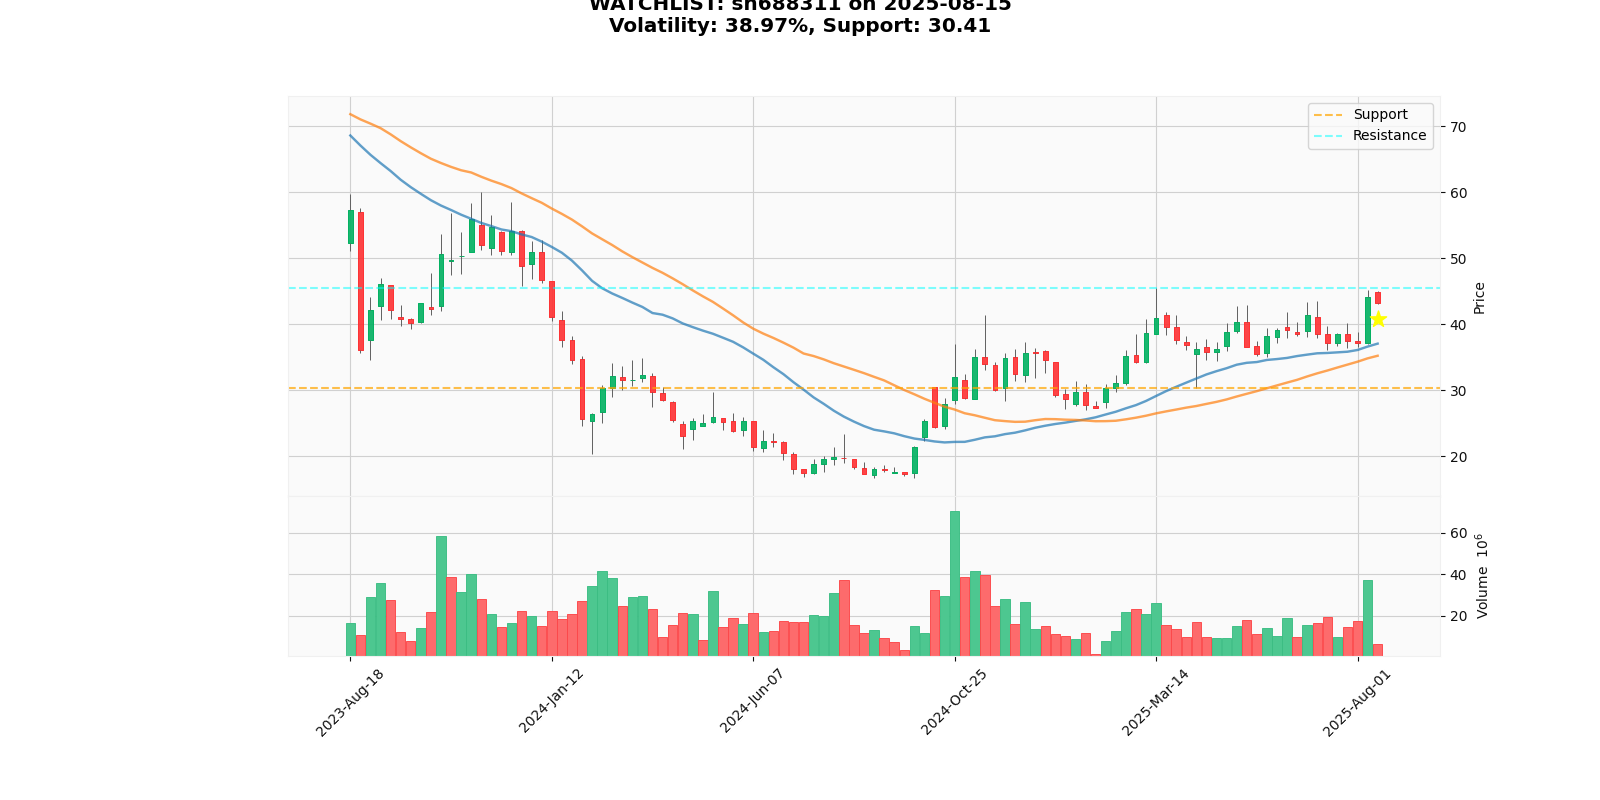 WATCHLIST: sh688311 on 2025-08-15
Volatility: 38.97%, Support: 30.41
Support
Resistance
70
60
50
40
30
20
Price
60
40
20
Volume 10^6
2023-Aug-18
2024-Jan-12
2024-Jun-07
2024-Oct-25
2025-Mar-14
2025-Aug-01